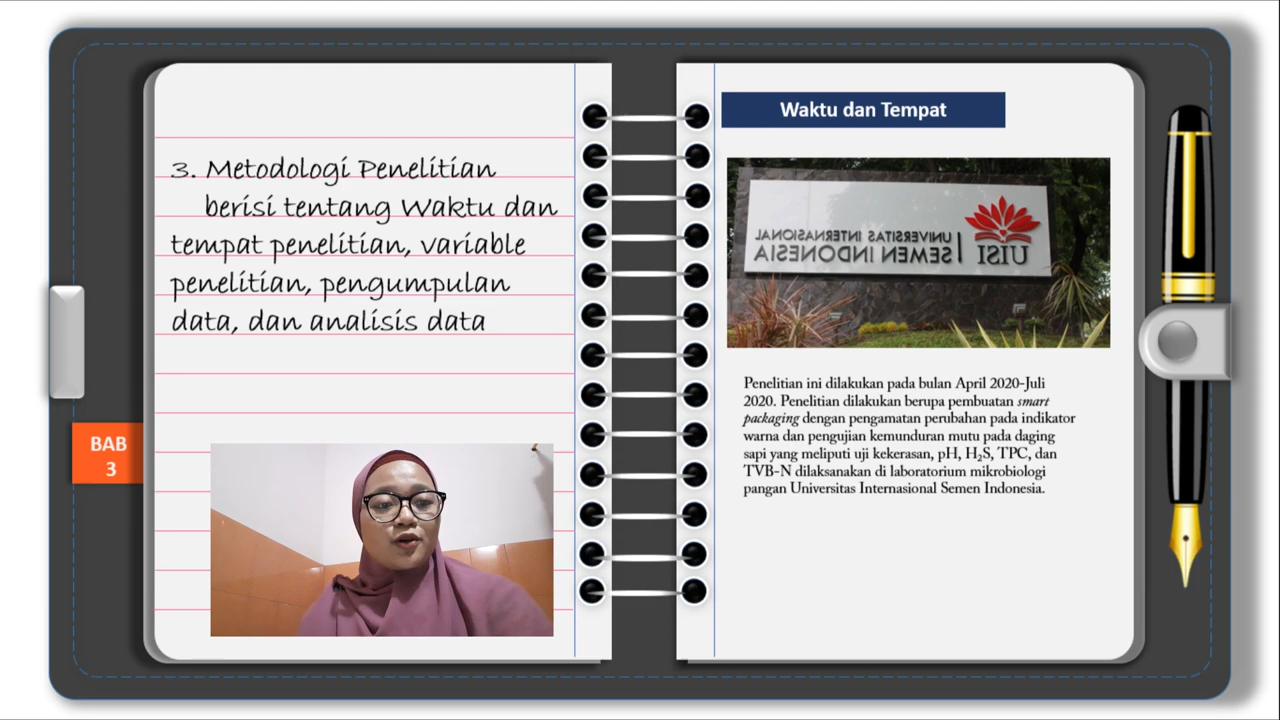 3. Metodologi Penelitian
berisi tentang Waktu dan
tempat penelitian, variable
penelitian, pengumpulan
data, dan analisis data
BAB
3
Waktu dan Tempat
UNIVERSITAS INTERNASIONAL
SEMEN INDONESIA
UISI
Penelitian ini dilakukan pada bulan April 2020-Juli
2020. Penelitian dilakukan berupa pembuatan smart
packaging dengan pengamatan perubahan pada indikator
warna dan pengujian kemunduran mutu pada daging
sapi yang meliputi uji kekerasan, pH, H₂S, TPC, dan
TVB-N dilaksanakan di laboratorium mikrobiologi
pangan Universitas Internasional Semen Indonesia.